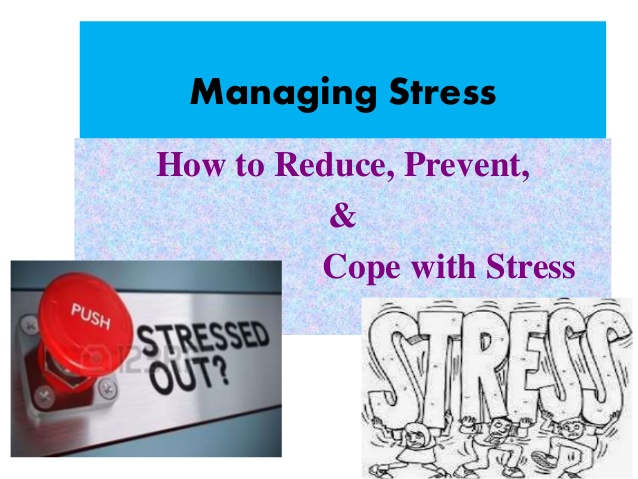 Managing Stress
How to Reduce, Prevent,
&
Cope with Stress
PUSH
STRESSED
OUT?
STRESS